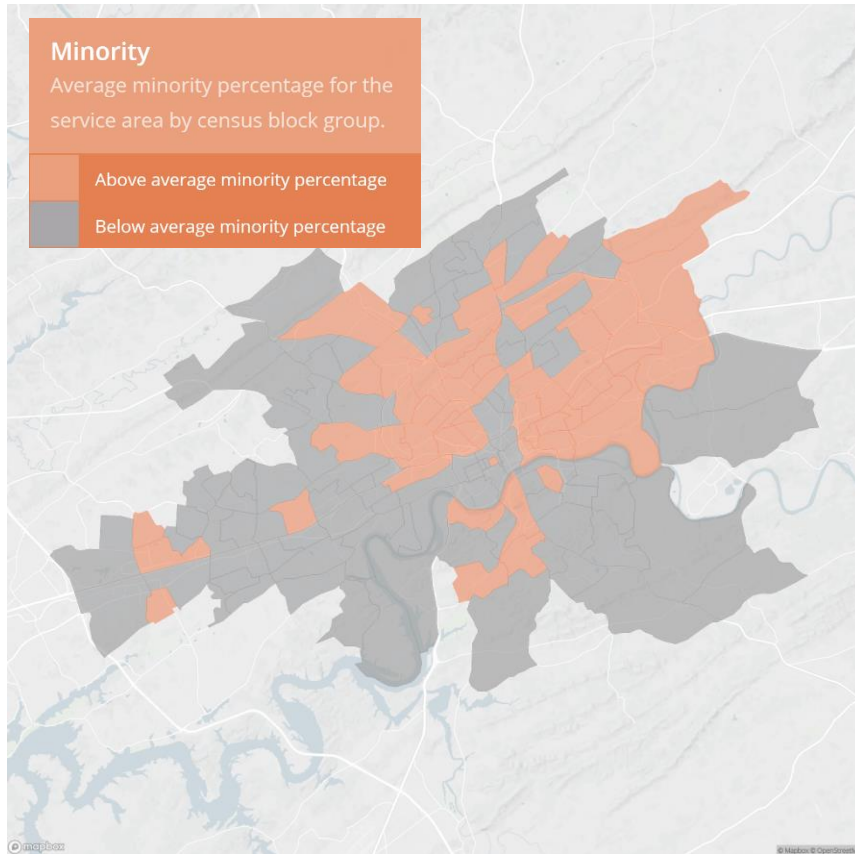 Minority
Average minority percentage for the
service area by census block group.
Above average minority percentage
Below average minority percentage
mapbox
© Mapbox © OpenStreetM